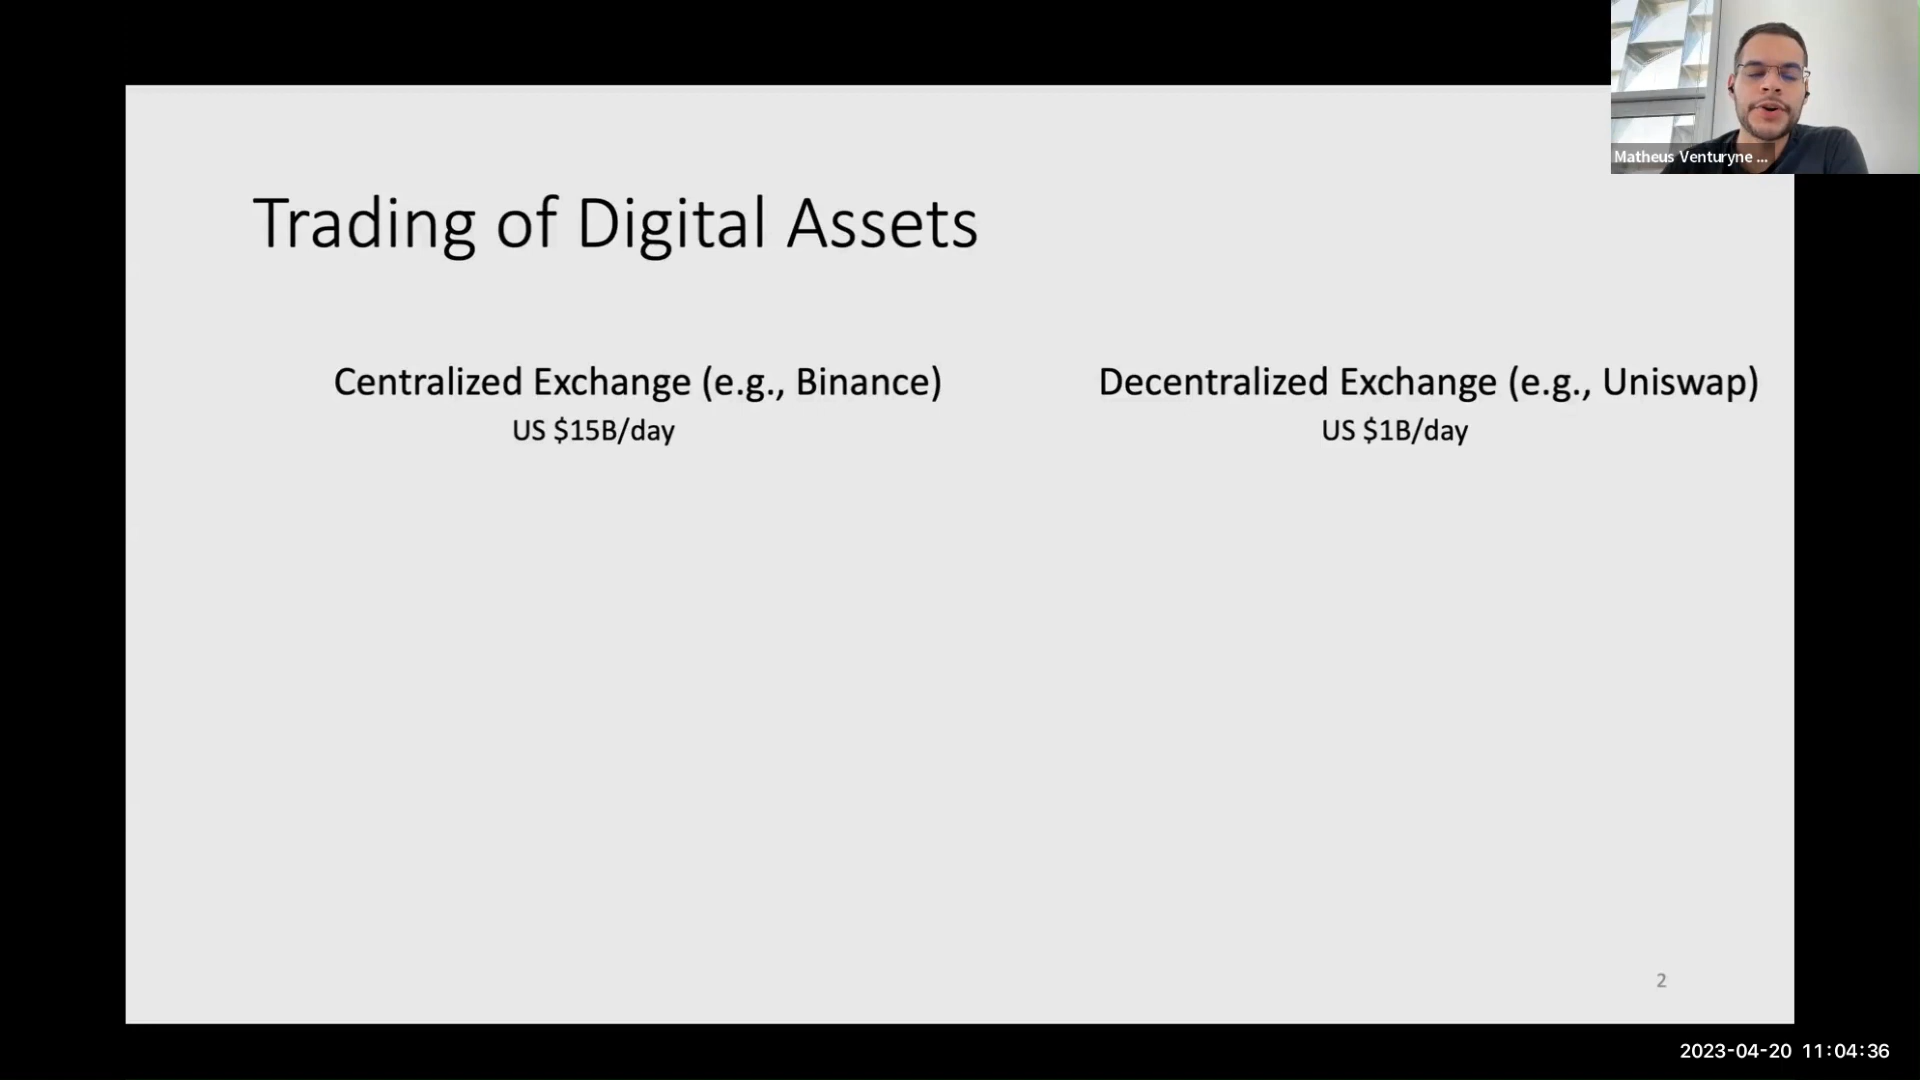 Matheus Venturyne ...
Trading of Digital Assets
Centralized Exchange (e.g., Binance)
US $15B/day
Decentralized Exchange (e.g., Uniswap)
US $1B/day
2
2023-04-20 11:04:36